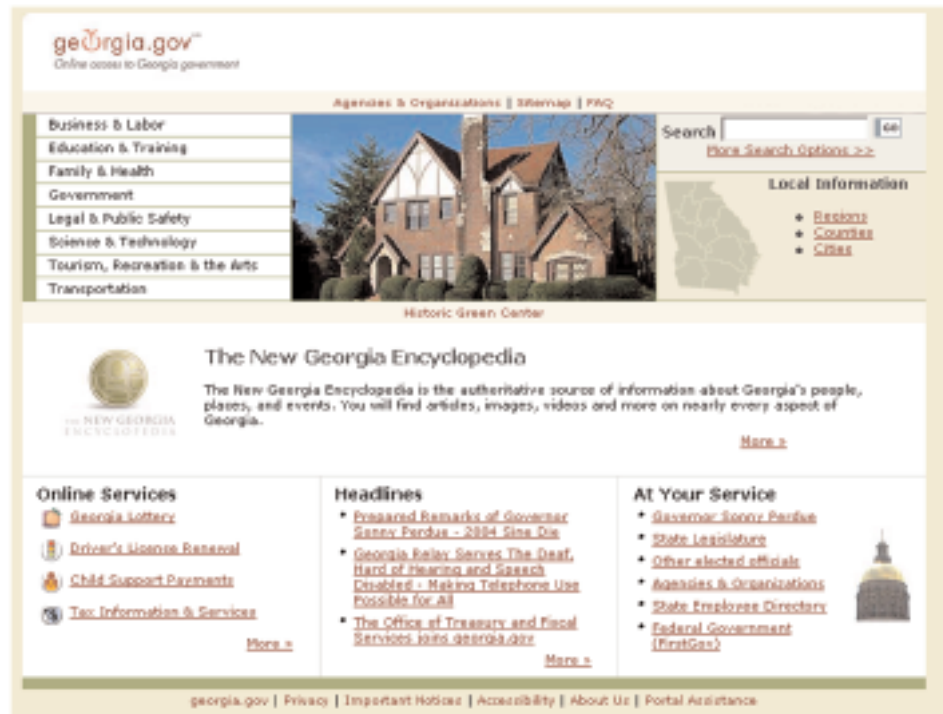 georgia.gov
Online access to Georgia government
Agencies & Organizations | Sitemap | FAQ
Business & Labor
Education & Training
Family & Health
Government
Legal & Public Safety
Science & Technology
Tourism, Recreation & the Arts
Transportation
Search GO
More Search Options >>
Local Information
Regions
Counties
Cities
Historic Green Center
The New Georgia Encyclopedia
THE NEW GEORGIA
ENCYCLOPEDIA
The New Georgia Encyclopedia is the authoritative source of information about Georgia's people,
places, and events. You will find articles, images, videos and more on nearly every aspect of
Georgia.
More »
Online Services
Georgia Lottery
Driver's License Renewal
Child Support Payments
Tax Information & Services
More »
Headlines
Prepared Remarks of Governor
Sonny Perdue - 2004 Sine Die
Georgia Relay Serves The Deaf,
Hard of Hearing and Speech
Disabled - Making Telephone Use
Possible for All
The Office of Treasury and Fiscal
Services joins georgia.gov
More »
At Your Service
Governor Sonny Perdue
State Legislature
Other elected officials
Agencies & Organizations
State Employee Directory
Federal Government
(FirstGov)
georgia.gov | Privacy | Important Notices | Accessibility | About Us | Portal Assistance